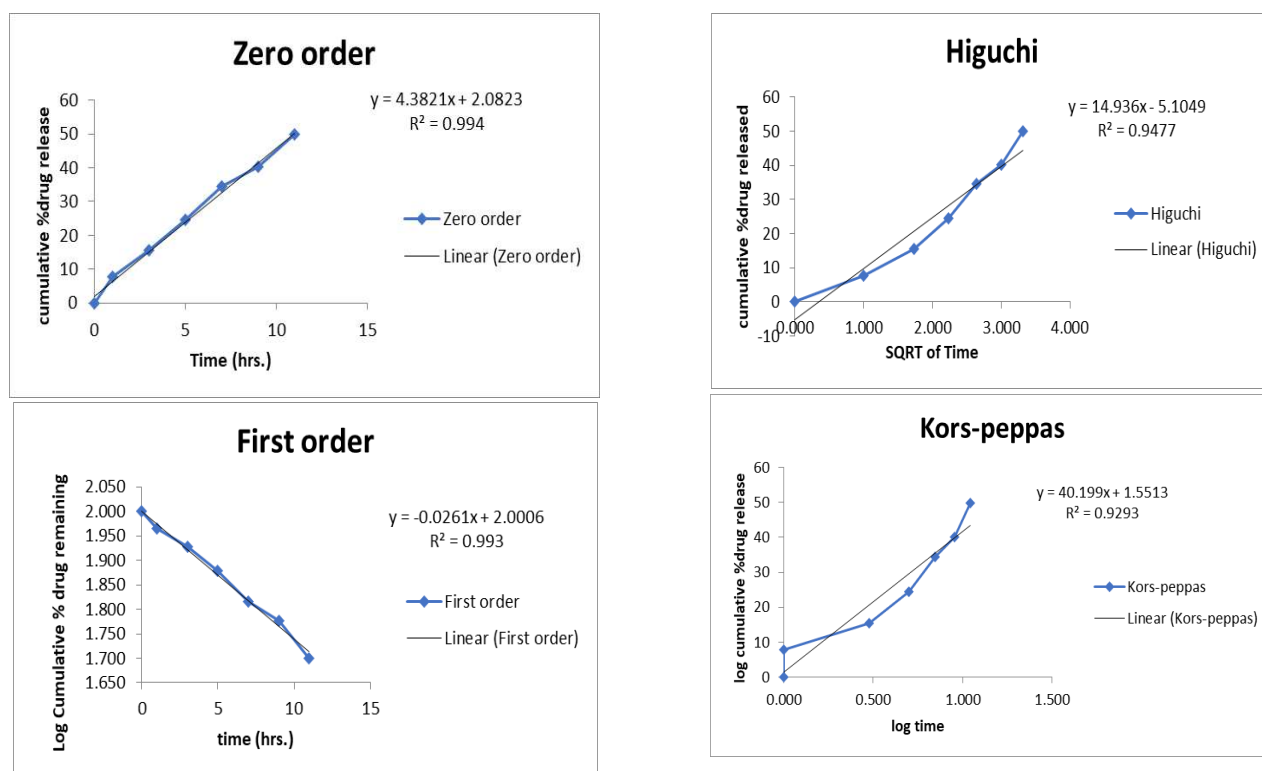 Zero order
y = 4.3821x + 2.0823
R² = 0.994
cumulative %drug release
60
50
40
30
20
10
0
0 5 10 15
Time (hrs.)
Zero order
Linear (Zero order)
Higuchi
y = 14.936x - 5.1049
R² = 0.9477
cumulative %drug released
60
50
40
30
20
10
0
-10
0.000 1.000 2.000 3.000 4.000
SQRT of Time
Higuchi
Linear (Higuchi)
First order
y = -0.0261x + 2.0006
R² = 0.993
Log Cumulative % drug remaining
2.050
2.000
1.950
1.900
1.850
1.800
1.750
1.700
1.650
0 5 10 15
time (hrs.)
First order
Linear (First order)
Kors-peppas
y = 40.199x + 1.5513
R² = 0.9293
log cumulative %drug release
60
50
40
30
20
10
0
0.000 0.500 1.000 1.500
log time
Kors-peppas
Linear (Kors-peppas)